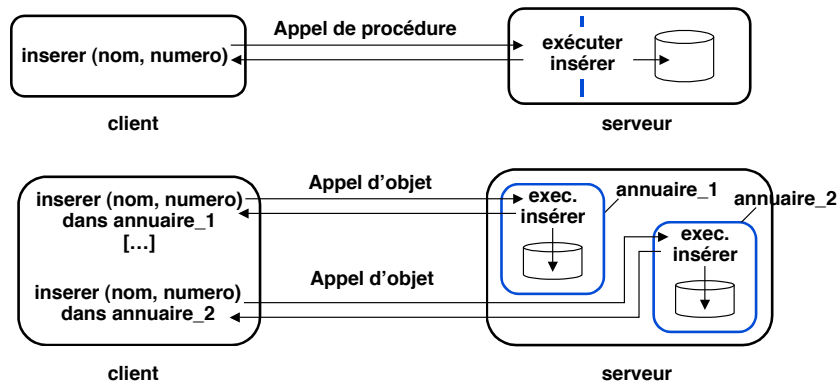 Appel de procédure
inserer (nom, numero)
exécuter
insérer
client
serveur
Appel d'objet
inserer (nom, numero)
dans annuaire_1
[...]
exec.
insérer
annuaire_1
annuaire_2
exec.
insérer
Appel d'objet
inserer (nom, numero)
dans annuaire_2
client
serveur